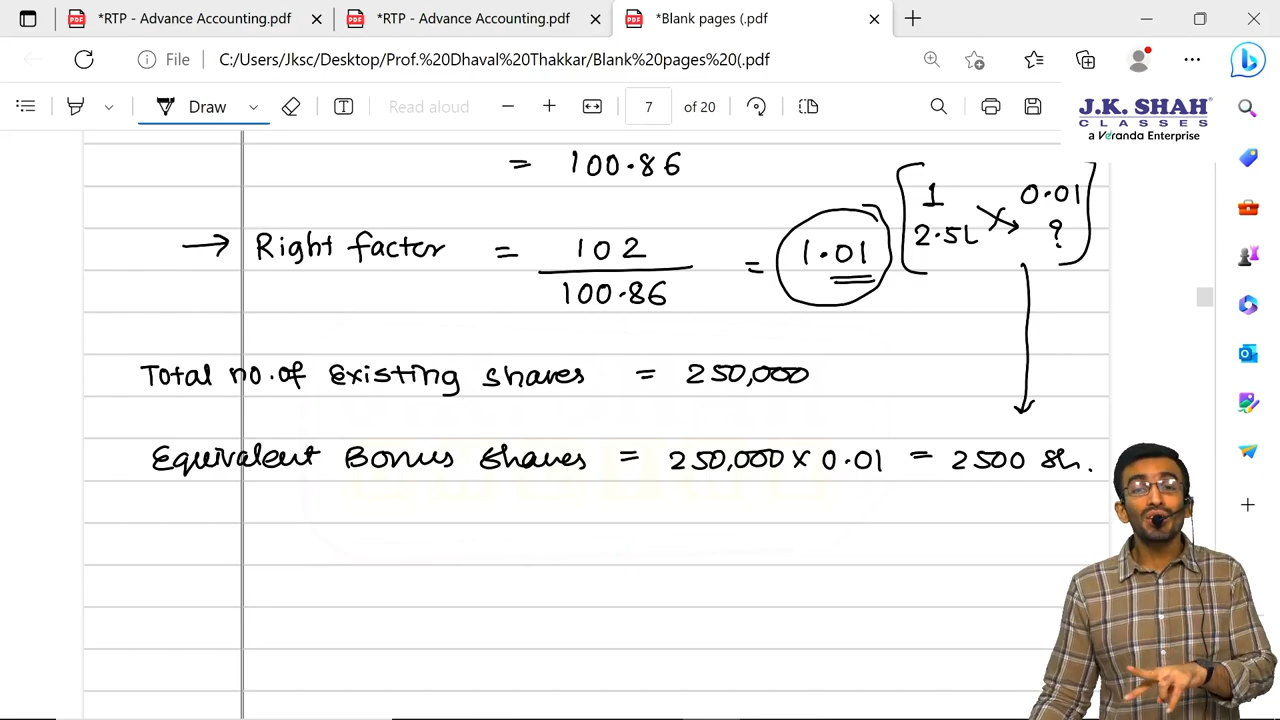 *RTP - Advance Accounting.pdf
*RTP - Advance Accounting.pdf
*Blank pages (.pdf
File C:/Users/Jksc/Desktop/Prof.%20Dhaval%20Thakkar/Blank%20pages%20(.pdf
Draw Read aloud 7 of 20
J.K. SHAH®
CLASSES
a Veranda Enterprise
= 100.86
→ Right factor = 102 / 100.86 = 1.01
1 0.01
2.5L ?
Total no. of existing shares = 250,000
Equivalent Bonus shares = 250,000 × 0.01 = 2500 Sh.